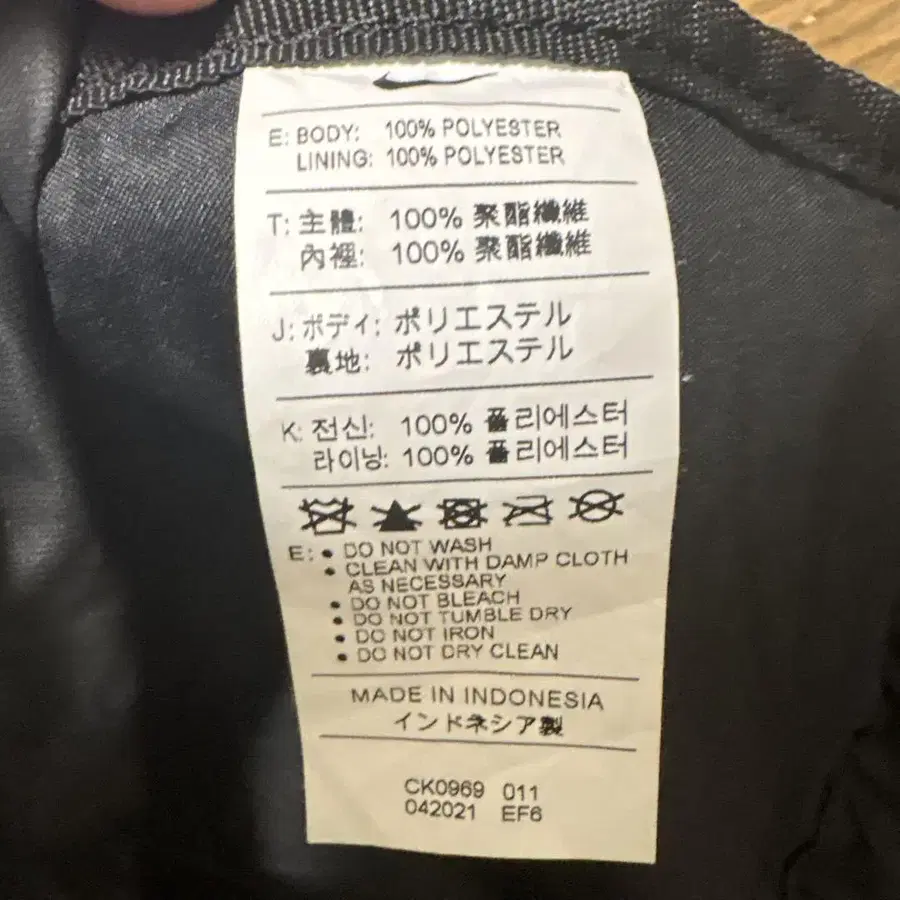 E: BODY: 100% POLYESTER
LINING: 100% POLYESTER
T: 主體: 100% 聚酯纖維
內裡: 100% 聚酯纖維
J: ボディ: ポリエステル
裏地: ポリエステル
K: 전신: 100% 폴리에스터
라이닝: 100% 폴리에스터
E: • DO NOT WASH
• CLEAN WITH DAMP CLOTH
AS NECESSARY
• DO NOT BLEACH
• DO NOT TUMBLE DRY
• DO NOT IRON
• DO NOT DRY CLEAN
MADE IN INDONESIA
インドネシア製
CK0969 011
042021 EF6